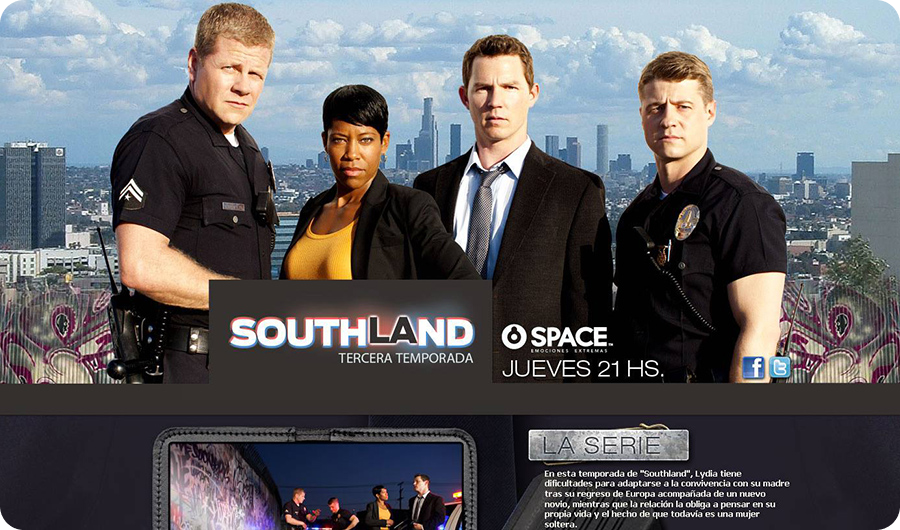 SOUTHLAND
TERCERA TEMPORADA
SPACE
EMOCIONES EXTREMAS
JUEVES 21 HS.
LA SERIE
En esta temporada de "Southland", Lydia tiene
dificultades para adaptarse a la convivencia con su madre
tras su regreso de Europa acompañada de un nuevo
novio, mientras que la relación la obliga a pensar en su
propia vida y el hecho de que todavía es una mujer
soltera.